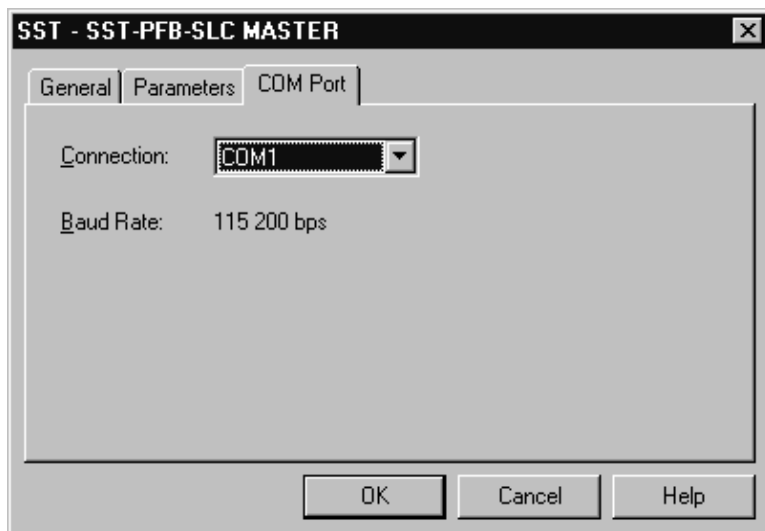 SST - SST-PFB-SLC MASTER
General Parameters COM Port
Connection: COM1
Baud Rate: 115 200 bps
OK Cancel Help